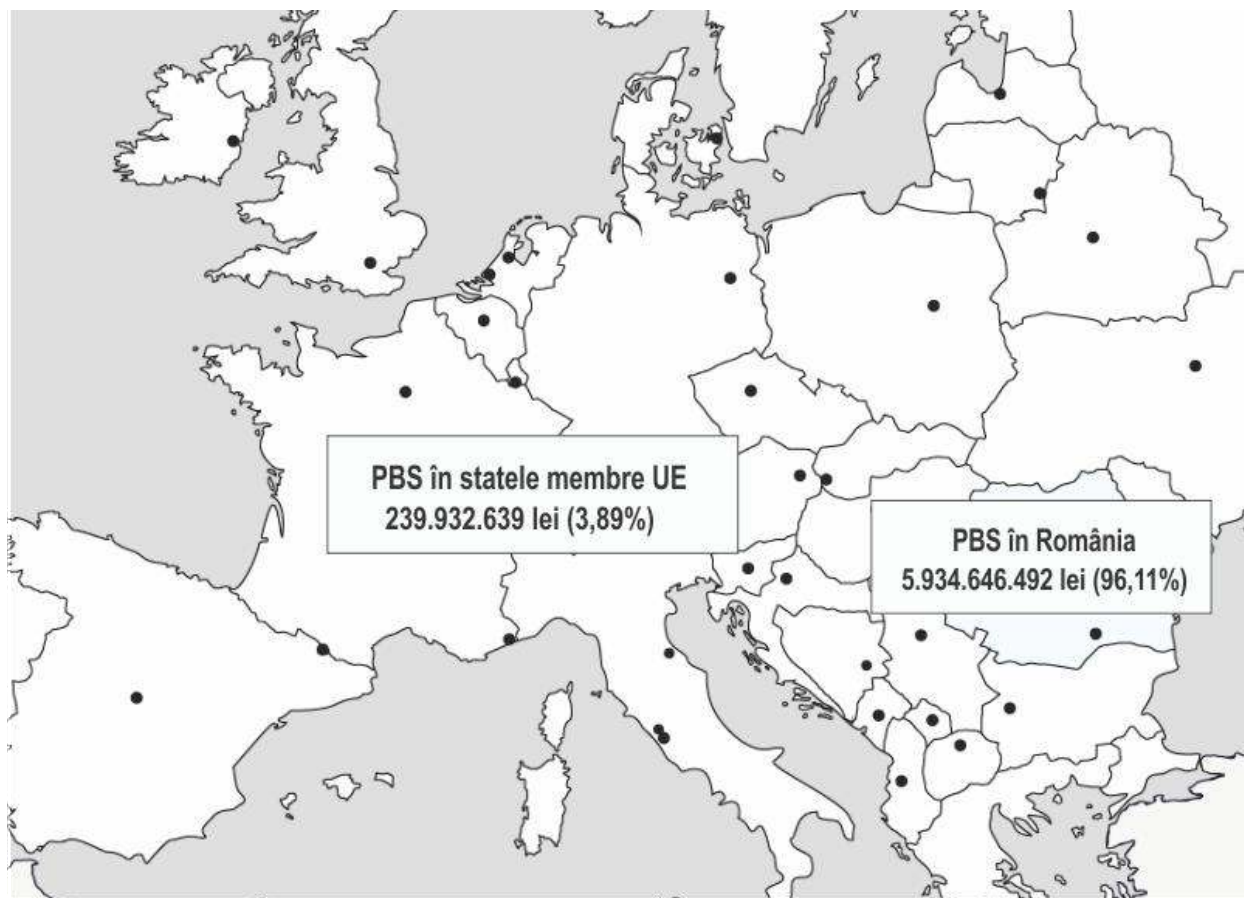 PBS în statele membre UE
239.932.639 lei (3,89%)
PBS în România
5.934.646.492 lei (96,11%)